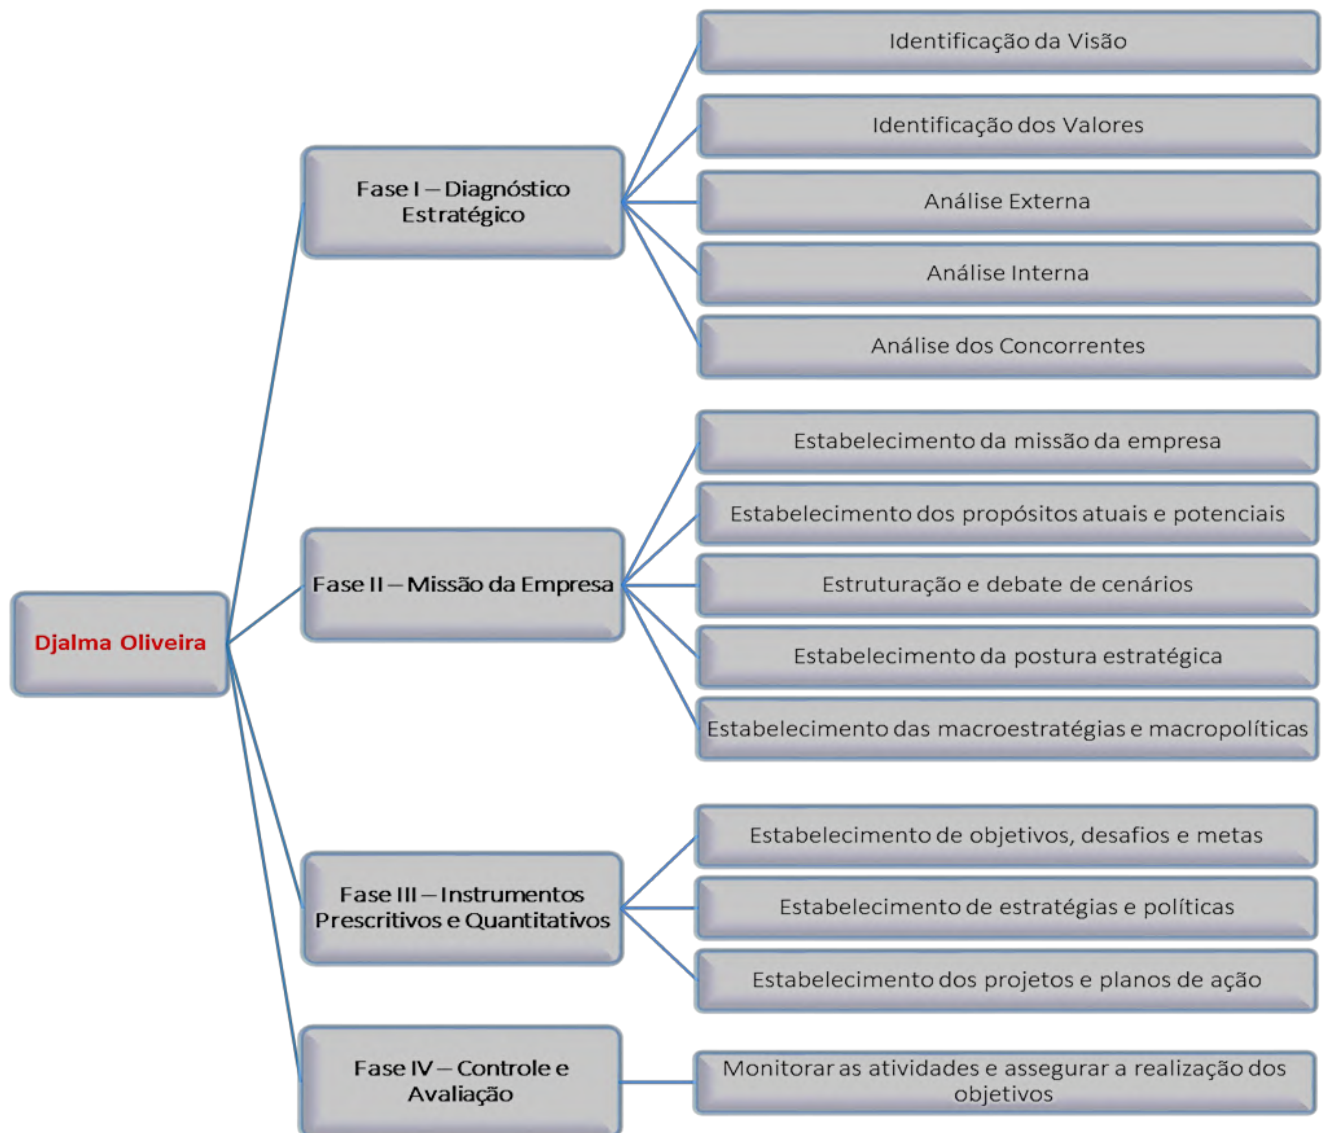 Djalma Oliveira
Fase I – Diagnóstico
Estratégico
Identificação da Visão
Identificação dos Valores
Análise Externa
Análise Interna
Análise dos Concorrentes
Fase II – Missão da Empresa
Estabelecimento da missão da empresa
Estabelecimento dos propósitos atuais e potenciais
Estruturação e debate de cenários
Estabelecimento da postura estratégica
Estabelecimento das macroestratégias e macropolíticas
Fase III – Instrumentos
Prescritivos e Quantitativos
Estabelecimento de objetivos, desafios e metas
Estabelecimento de estratégias e políticas
Estabelecimento dos projetos e planos de ação
Fase IV – Controle e
Avaliação
Monitorar as atividades e assegurar a realização dos
objetivos